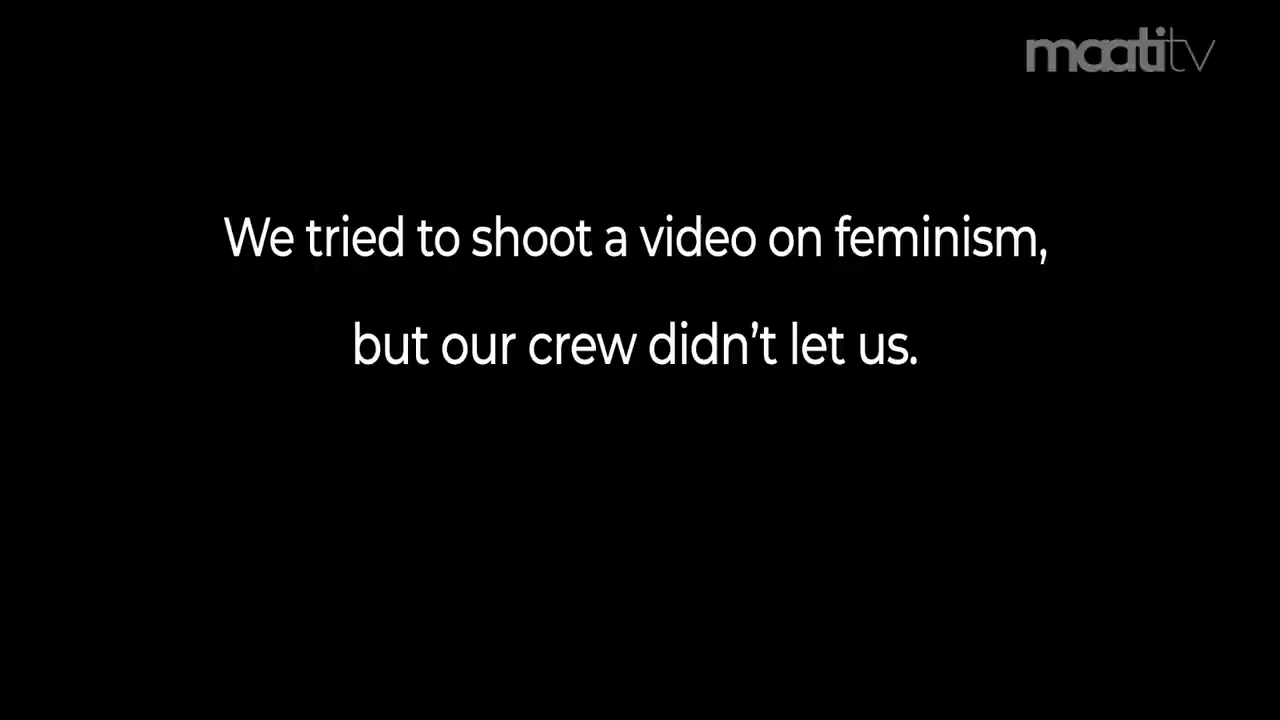 maatitv
We tried to shoot a video on feminism,
but our crew didn’t let us.